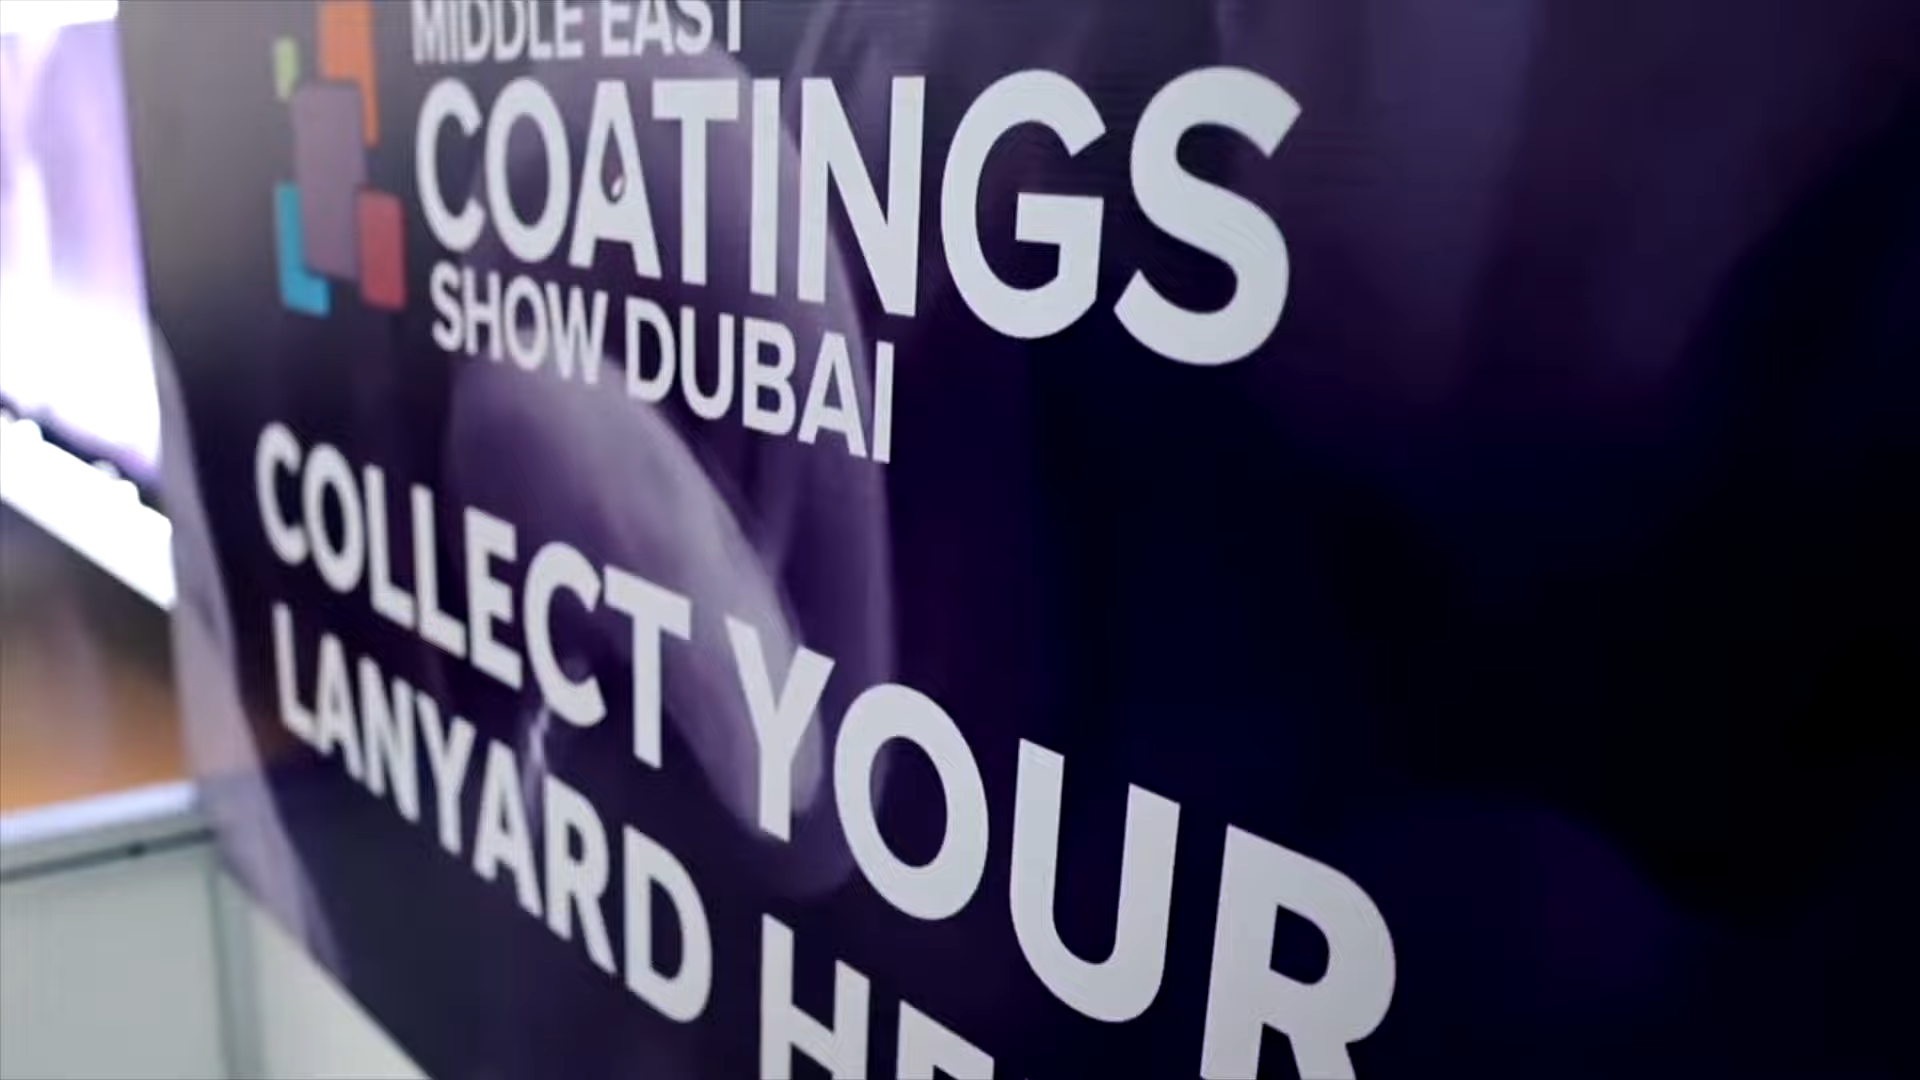 MIDDLE EAST
COATINGS
SHOW DUBAI
COLLECT YOUR
LANYARD